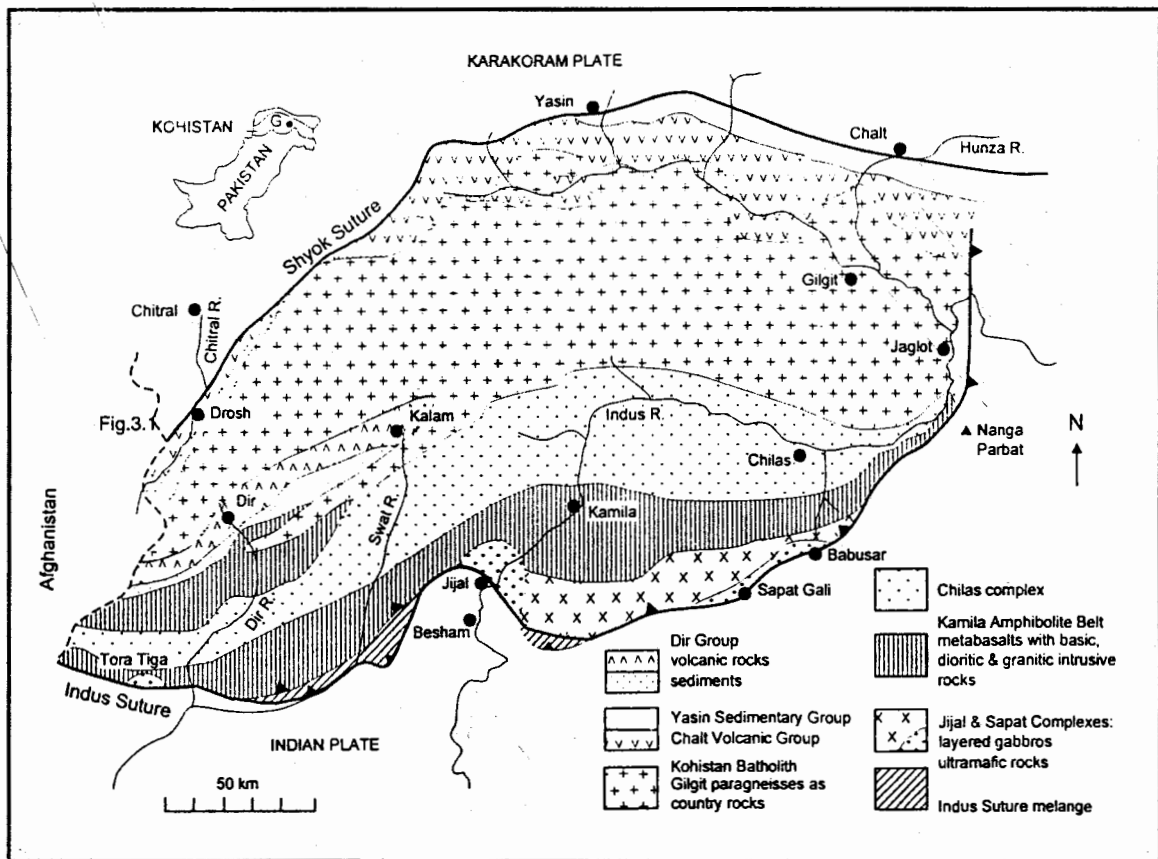 KARAKORAM PLATE
Yasin
KOHISTAN
G
PAKISTAN
Chalt
Hunza R.
Shyok Suture
Gilgit
Chitral
Chitral R.
Jaglot
Drosh
Fig.3.
Kalam
Indus R.
Nanga
Parbat
N
Chilas
Dir
Swat R.
Kamila
Afghanistan
Babusar
Jijal
Sapat Gali
Besham
Dir R.
Tora Tiga
Indus Suture
INDIAN PLATE
50 km
Dir Group
volcanic rocks
sediments
Yasin Sedimentary Group
Chalt Volcanic Group
Kohistan Batholith
Gilgit paragneisses as
country rocks
Chilas complex
Kamila Amphibolite Belt
metabasalts with basic,
dioritic & granitic intrusive
rocks
Jijal & Sapat Complexes:
layered gabbros
ultramafic rocks
Indus Suture melange